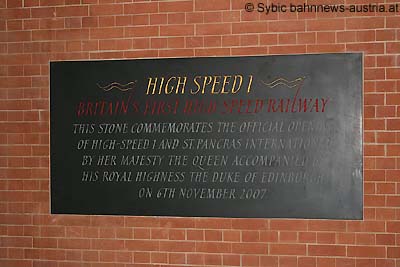 © Sybic bahnnews-austria.at
HIGH SPEED 1
BRITAIN'S FIRST HIGH SPEED RAILWAY
THIS STONE COMMEMORATES THE OFFICIAL OPENING
OF HIGH-SPEED 1 AND ST. PANCRAS INTERNATIONAL
BY HER MAJESTY THE QUEEN ACCOMPANIED BY
HIS ROYAL HIGHNESS THE DUKE OF EDINBURGH
ON 6TH NOVEMBER 2007